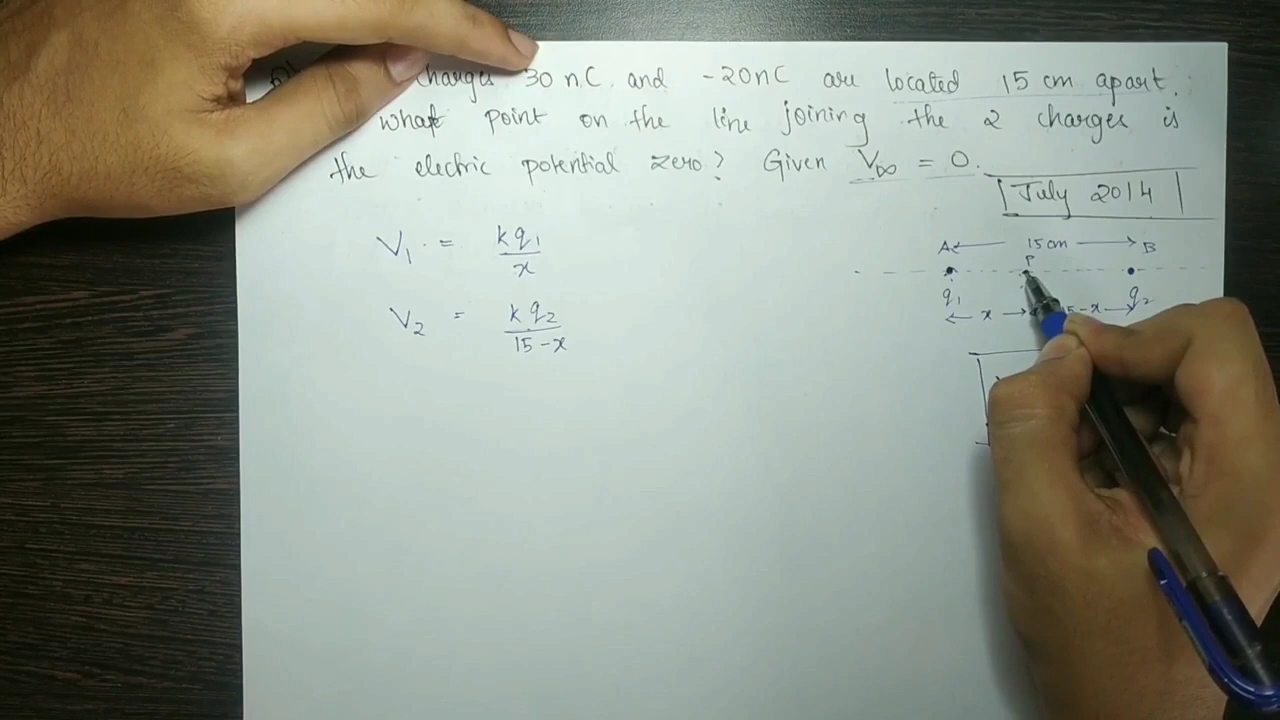 charges 30 nC and -20nC are located 15 cm apart.
what point on the line joining the 2 charges is
the electric potential zero? Given V∞ = 0.
July 2014
V1 = kq1/x
V2 = kq2/15-x
A 15cm B
P
q1 q2
x 15-x